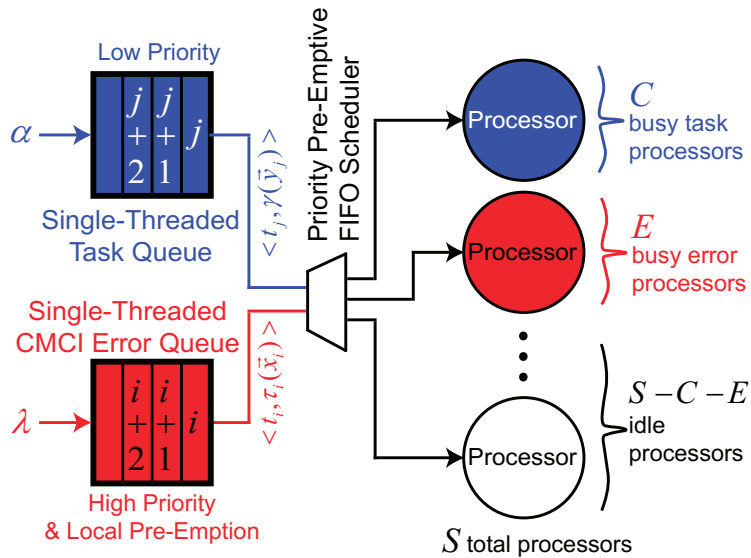 Low Priority
α
j+2
j+1
j
Single-Threaded
Task Queue
< t_j, γ(y⃗_j) >
Single-Threaded
CMCI Error Queue
λ
i+2
i+1
i
< t_i, τ_i(x⃗_i) >
High Priority
& Local Pre-Emption
Priority Pre-Emptive
FIFO Scheduler
Processor
C
busy task
processors
Processor
E
busy error
processors
Processor
S – C – E
idle
processors
S total processors